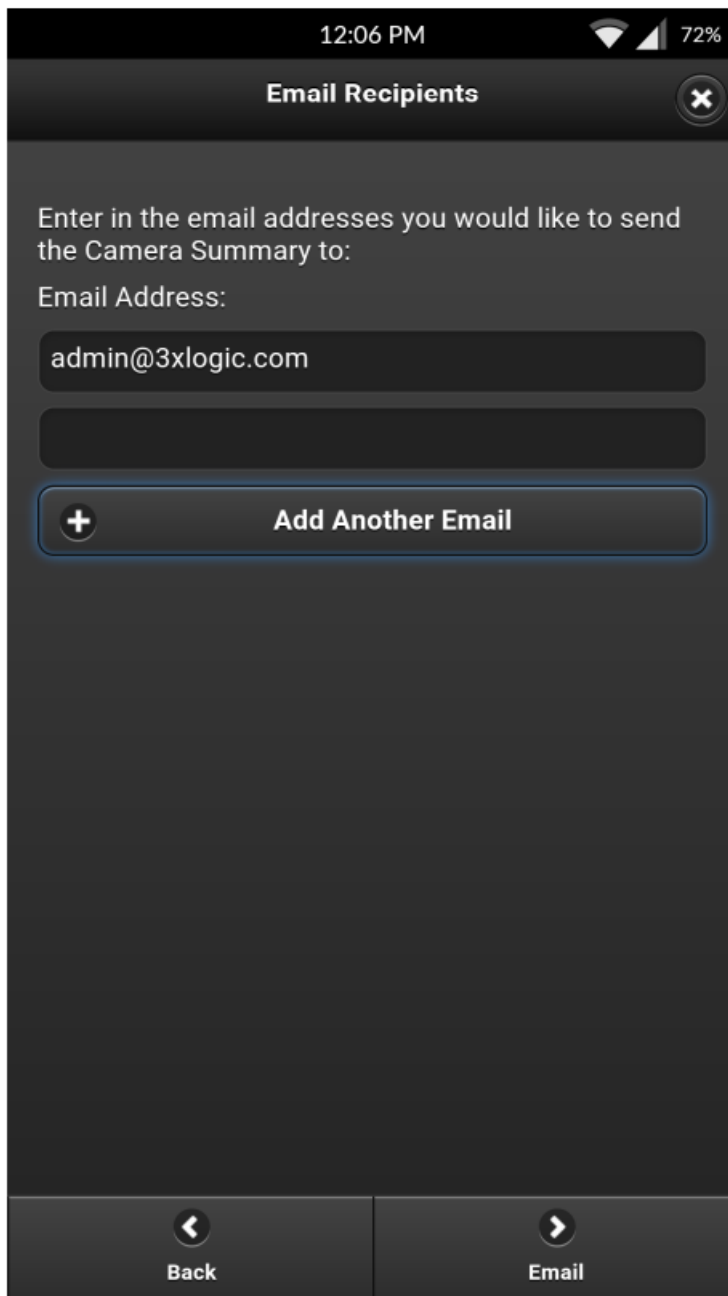 12:06 PM 72%
Email Recipients
Enter in the email addresses you would like to send
the Camera Summary to:
Email Address:
admin@3xlogic.com
Add Another Email
Back Email